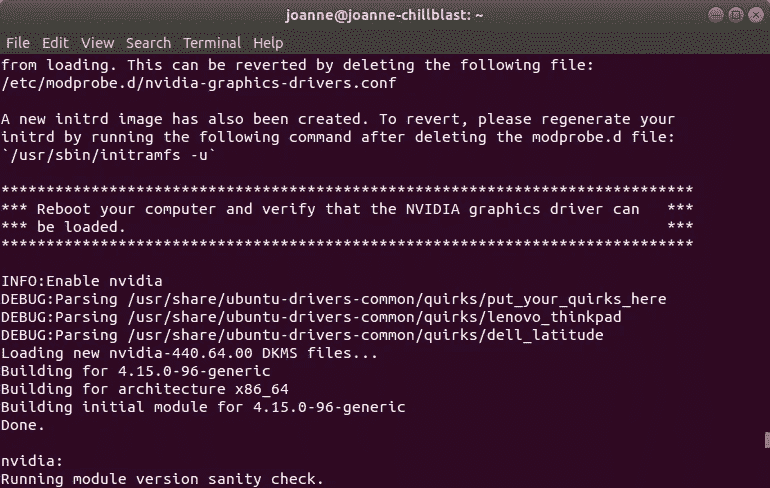 joanne@joanne-chillblast: ~
File Edit View Search Terminal Help
from loading. This can be reverted by deleting the following file:
/etc/modprobe.d/nvidia-graphics-drivers.conf
A new initrd image has also been created. To revert, please regenerate your
initrd by running the following command after deleting the modprobe.d file:
`/usr/sbin/initramfs -u`
*****************************************************************************
*** Reboot your computer and verify that the NVIDIA graphics driver can   ***
*** be loaded.                                                            ***
*****************************************************************************
INFO:Enable nvidia
DEBUG:Parsing /usr/share/ubuntu-drivers-common/quirks/put_your_quirks_here
DEBUG:Parsing /usr/share/ubuntu-drivers-common/quirks/lenovo_thinkpad
DEBUG:Parsing /usr/share/ubuntu-drivers-common/quirks/dell_latitude
Loading new nvidia-440.64.00 DKMS files...
Building for 4.15.0-96-generic
Building for architecture x86_64
Building initial module for 4.15.0-96-generic
Done.
nvidia:
Running module version sanity check.